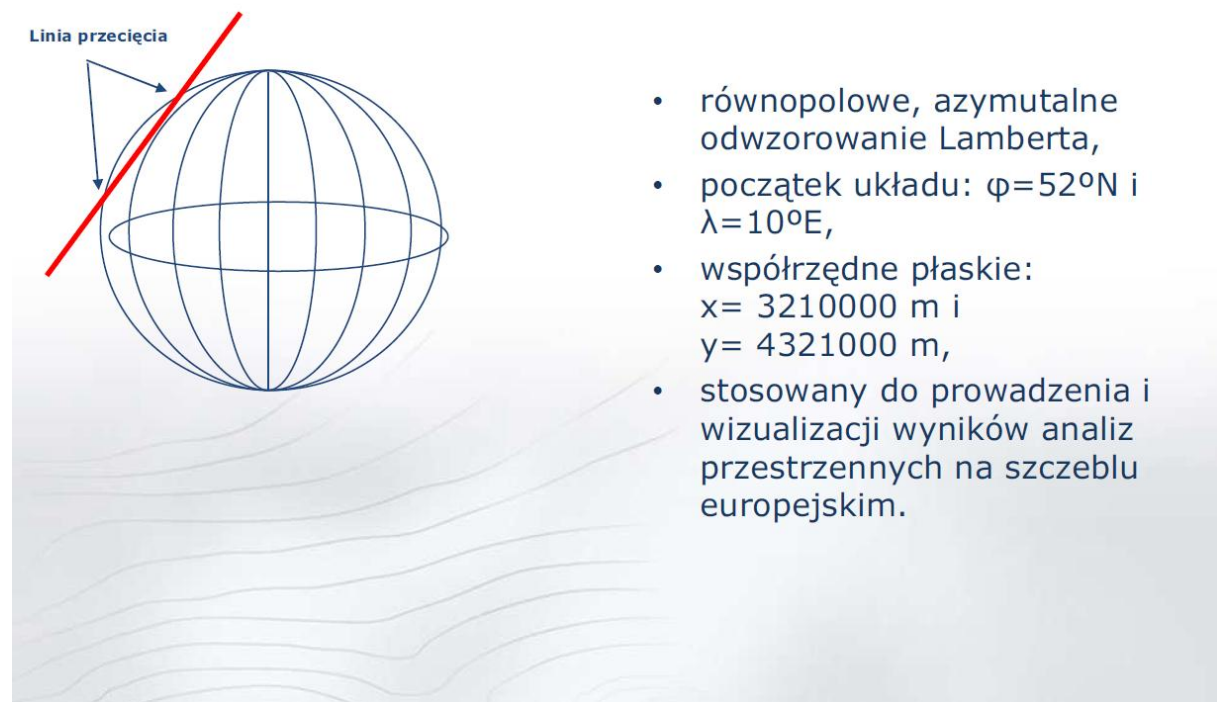 Linia przecięcia
• równopolowe, azymutalne
odwzorowanie Lamberta,
• początek układu: φ=52ºN i
λ=10ºE,
• współrzędne płaskie:
x= 3210000 m i
y= 4321000 m,
• stosowany do prowadzenia i
wizualizacji wyników analiz
przestrzennych na szczeblu
europejskim.